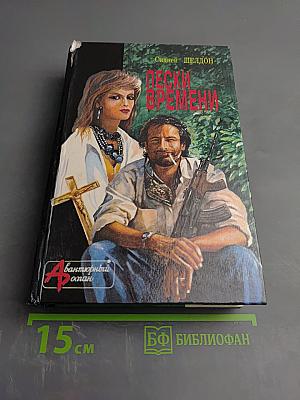 Сидней ШЕЛДОН
ПЕСКИ
ВРЕМЕНИ
Авантюрный
Роман
15 см
БФ БИБЛИОФАН